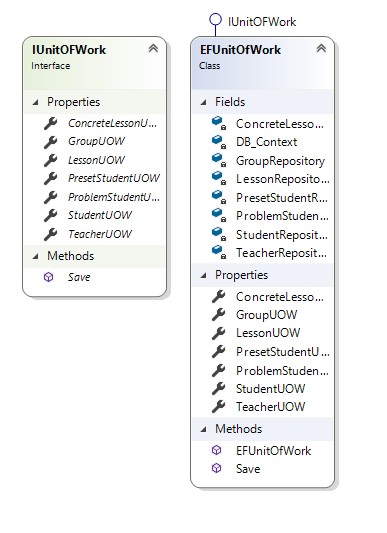 IUnitOFWork
Interface
Properties
ConcreteLessonU...
GroupUOW
LessonUOW
PresetStudentUOW
ProblemStudentU...
StudentUOW
TeacherUOW
Methods
Save
IUnitOFWork
EFUnitOfWork
Class
Fields
ConcreteLesso...
DB_Context
GroupRepository
LessonReposito...
PresetStudentR...
ProblemStuden...
StudentReposit...
TeacherReposit...
Properties
ConcreteLesso...
GroupUOW
LessonUOW
PresetStudentU...
ProblemStuden...
StudentUOW
TeacherUOW
Methods
EFUnitOfWork
Save